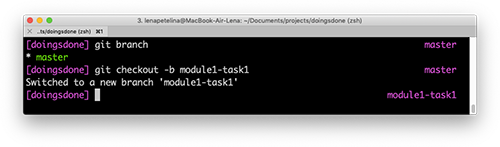 3. lenapetelina@MacBook-Air-Lena: ~/Documents/projects/doingsdone (zsh)
× ..ts/doingsdone (zsh) ⌘1
[doingsdone] git branch master
* master
[doingsdone] git checkout -b module1-task1 master
Switched to a new branch 'module1-task1'
[doingsdone] module1-task1